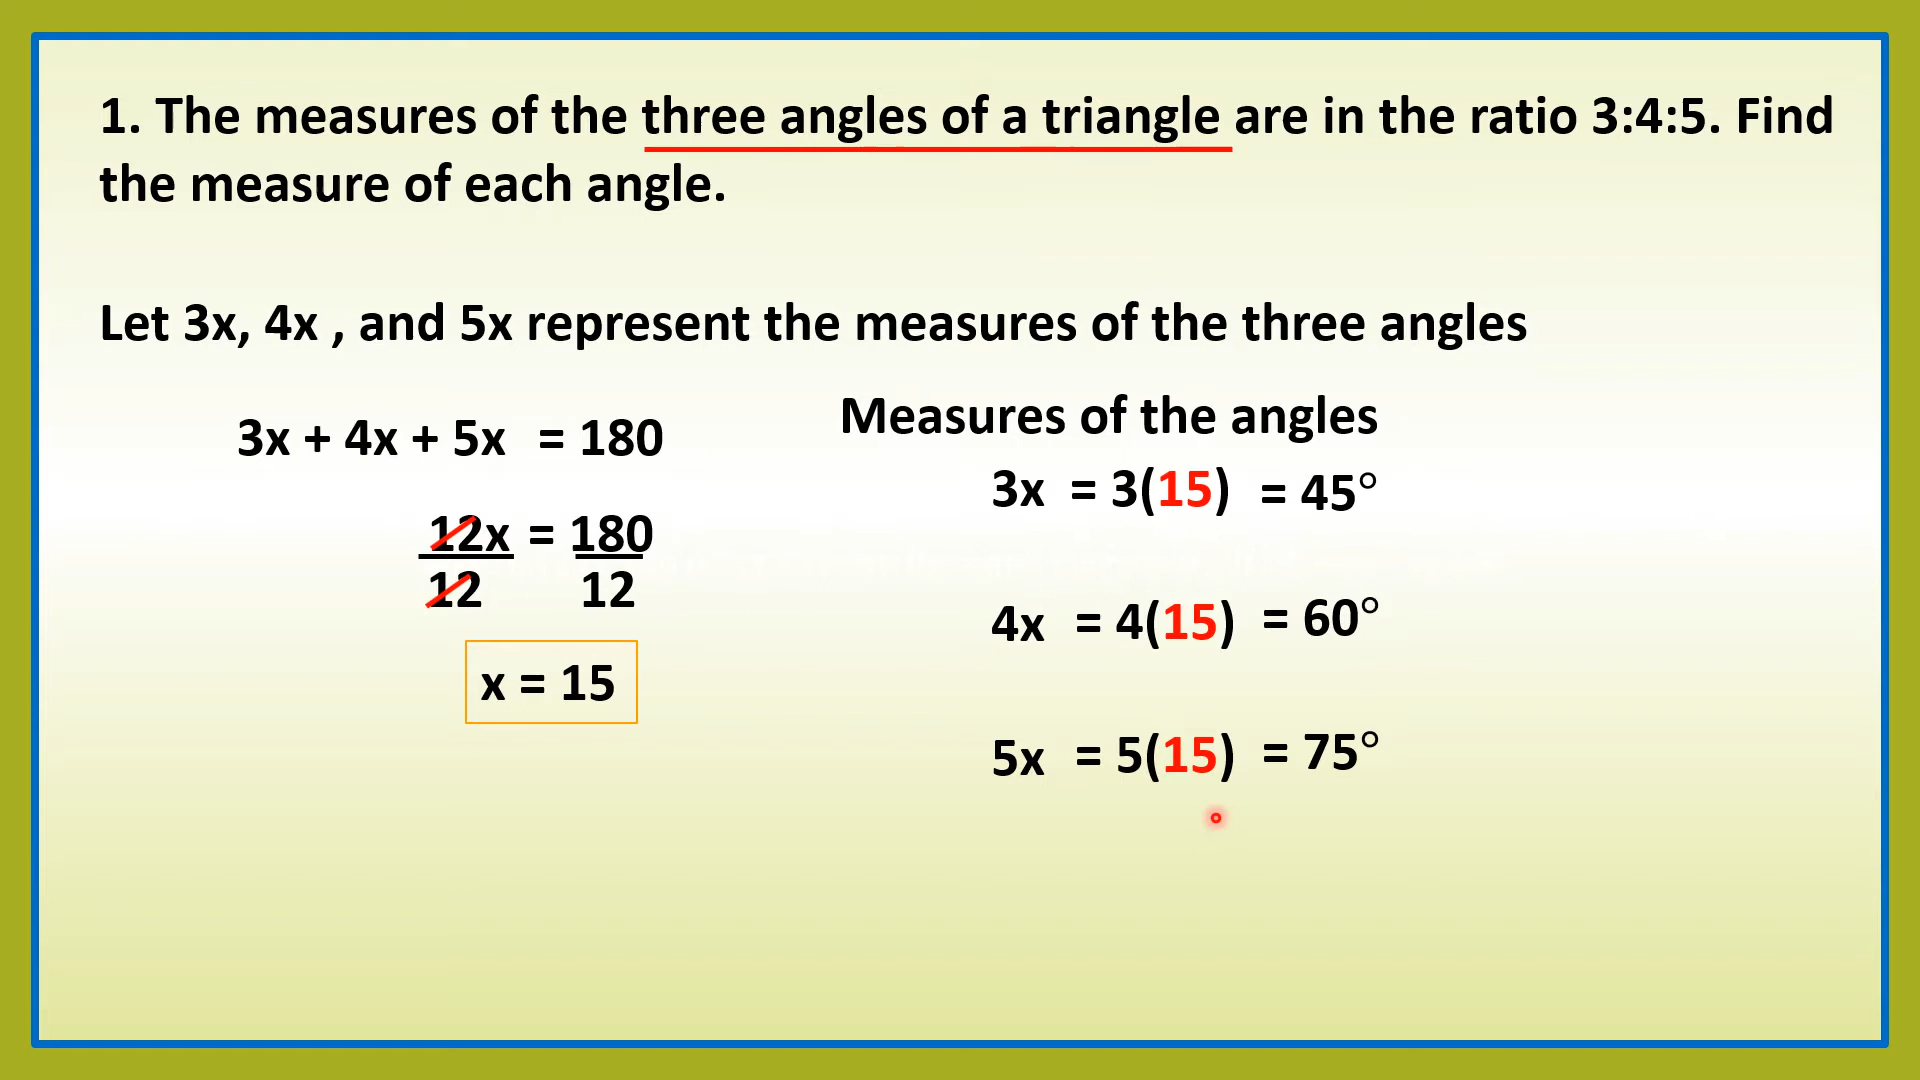 1. The measures of the three angles of a triangle are in the ratio 3:4:5. Find
the measure of each angle.
Let 3x, 4x , and 5x represent the measures of the three angles
3x + 4x + 5x = 180
12x = 180
12 12
x = 15
Measures of the angles
3x = 3(15) = 45°
4x = 4(15) = 60°
5x = 5(15) = 75°